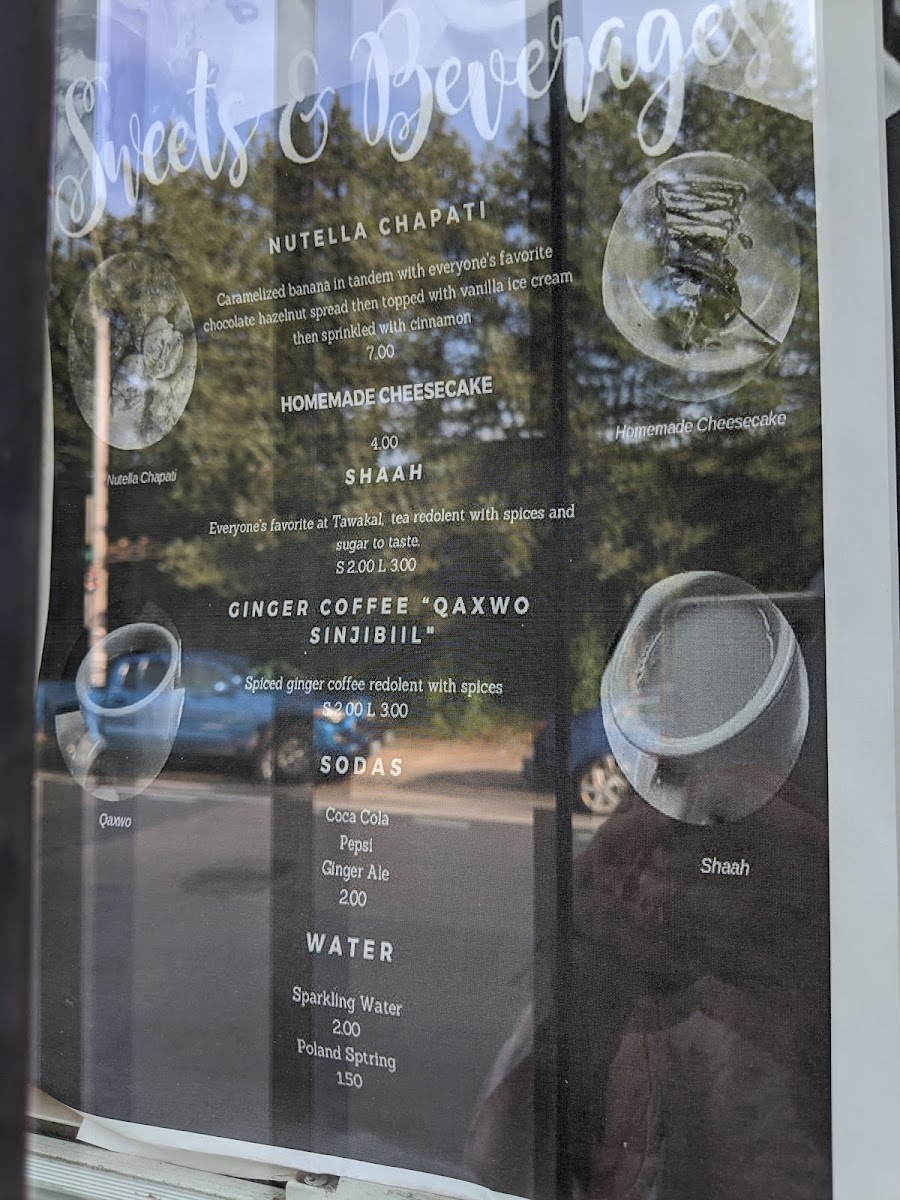 Sweets & Beverages
NUTELLA CHAPATI
Caramelized banana in tandem with everyone's favorite
chocolate hazelnut spread then topped with vanilla ice cream
then sprinkled with cinnamon
7.00
Nutella Chapati
HOMEMADE CHEESECAKE
4.00
Homemade Cheesecake
SHAAH
Everyone's favorite at Tawakal, tea redolent with spices and
sugar to taste.
S 2.00 L 3.00
GINGER COFFEE "QAXWO
SINJIBIIL"
Spiced ginger coffee redolent with spices
S 2.00 L 3.00
Qaxwo
Shaah
SODAS
Coca Cola
Pepsi
Ginger Ale
2.00
WATER
Sparkling Water
2.00
Poland Sptring
1.50